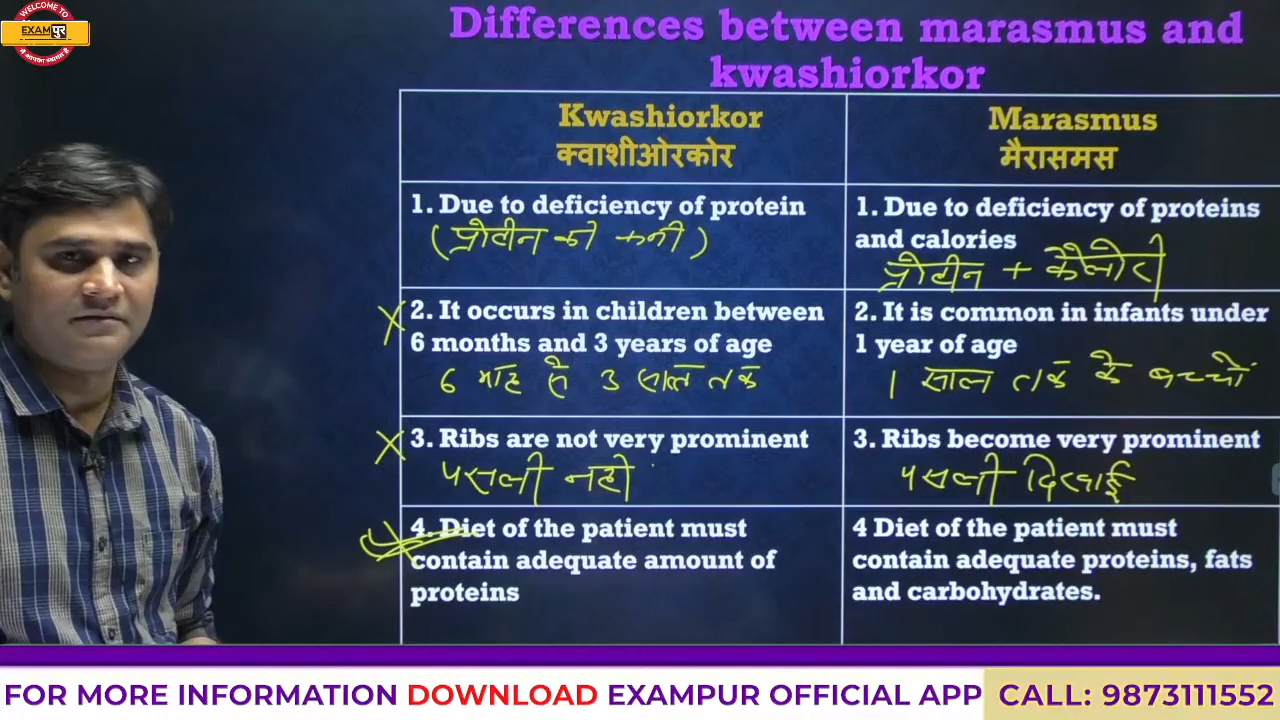 WELCOME TO
EXAMपुर
Differences between marasmus and
kwashiorkor
Kwashiorkor
क्वाशीओरकोर
Marasmus
मैरासमस
1. Due to deficiency of protein
(प्रोटीन की कमी)
1. Due to deficiency of proteins
and calories
प्रोटीन + कैलोरी
2. It occurs in children between
6 months and 3 years of age
6 माह से 3 साल तक
2. It is common in infants under
1 year of age
1 साल तक के बच्चों
3. Ribs are not very prominent
पसली नहीं
3. Ribs become very prominent
पसली दिखाई
4. Diet of the patient must
contain adequate amount of
proteins
4 Diet of the patient must
contain adequate proteins, fats
and carbohydrates.
FOR MORE INFORMATION DOWNLOAD EXAMPUR OFFICIAL APP
CALL: 9873111552